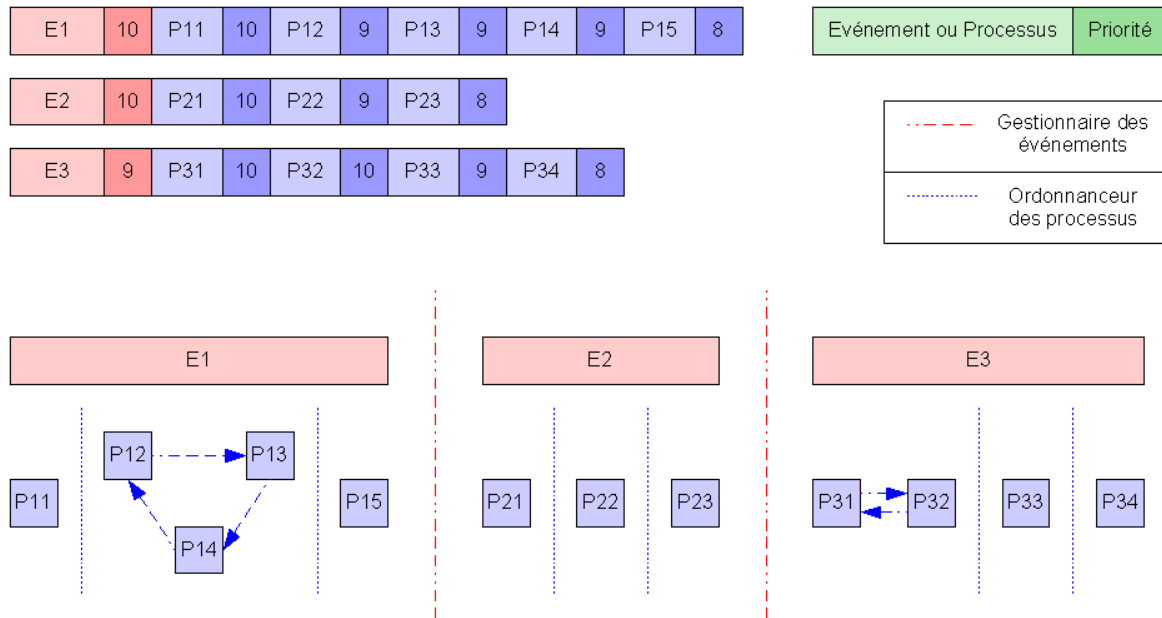 E1 10 P11 10 P12 9 P13 9 P14 9 P15 8
Evénement ou Processus Priorité
E2 10 P21 10 P22 9 P23 8
E3 9 P31 10 P32 10 P33 9 P34 8
Gestionnaire des
événements
Ordonnanceur
des processus
E1
E2
E3
P12
P13
P11
P14
P15
P21
P22
P23
P31
P32
P33
P34